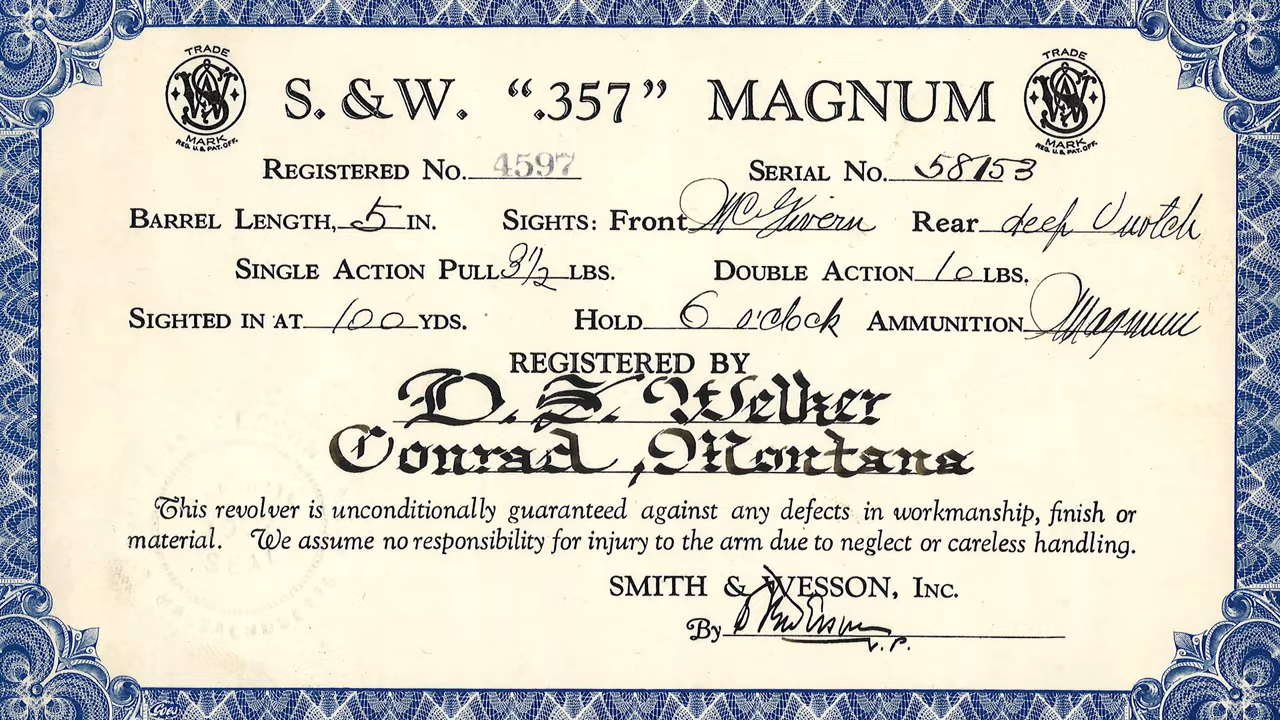 TRADE MARK REG. U.S. PAT. OFF.
S. & W. “.357” MAGNUM
TRADE MARK REG. U.S. PAT. OFF.
REGISTERED NO. 4597 SERIAL NO. 58153
BARREL LENGTH, 5 IN. SIGHTS: Front McGivern Rear deep U notch
SINGLE ACTION PULL 3½ LBS. DOUBLE ACTION 10 LBS.
SIGHTED IN AT 100 YDS. HOLD 6 o'clock AMMUNITION Magnum
REGISTERED BY
D. S. Welker
Conrad, Montana
This revolver is unconditionally guaranteed against any defects in workmanship, finish or
material. We assume no responsibility for injury to the arm due to neglect or careless handling.
SMITH & WESSON, INC.
By
V. P.